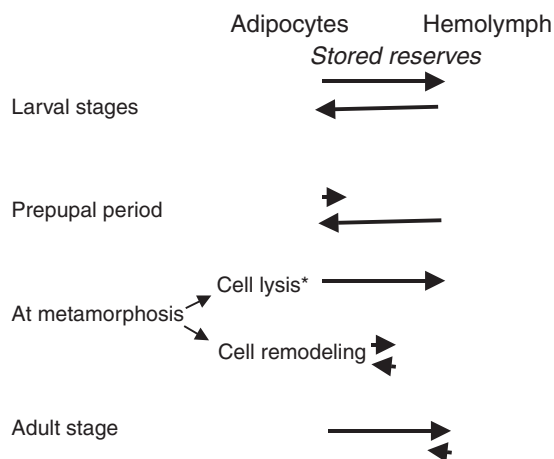 Adipocytes Hemolymph
Stored reserves
Larval stages
Prepupal period
Cell lysis*
At metamorphosis
Cell remodeling
Adult stage